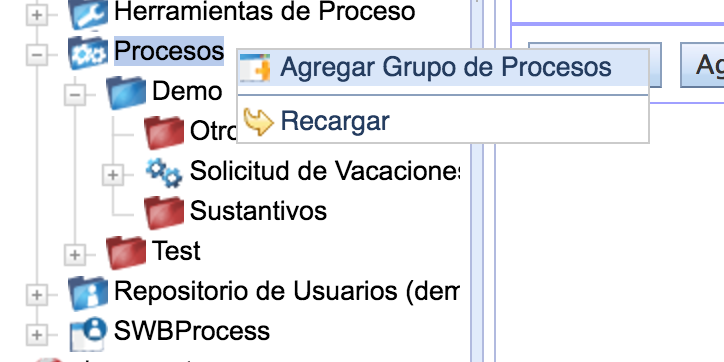 Herramientas de Proceso
Procesos
Agregar Grupo de Procesos
Demo
Recargar
Solicitud de Vacaciones
Sustantivos
Test
Repositorio de Usuarios (dem
SWBProcess